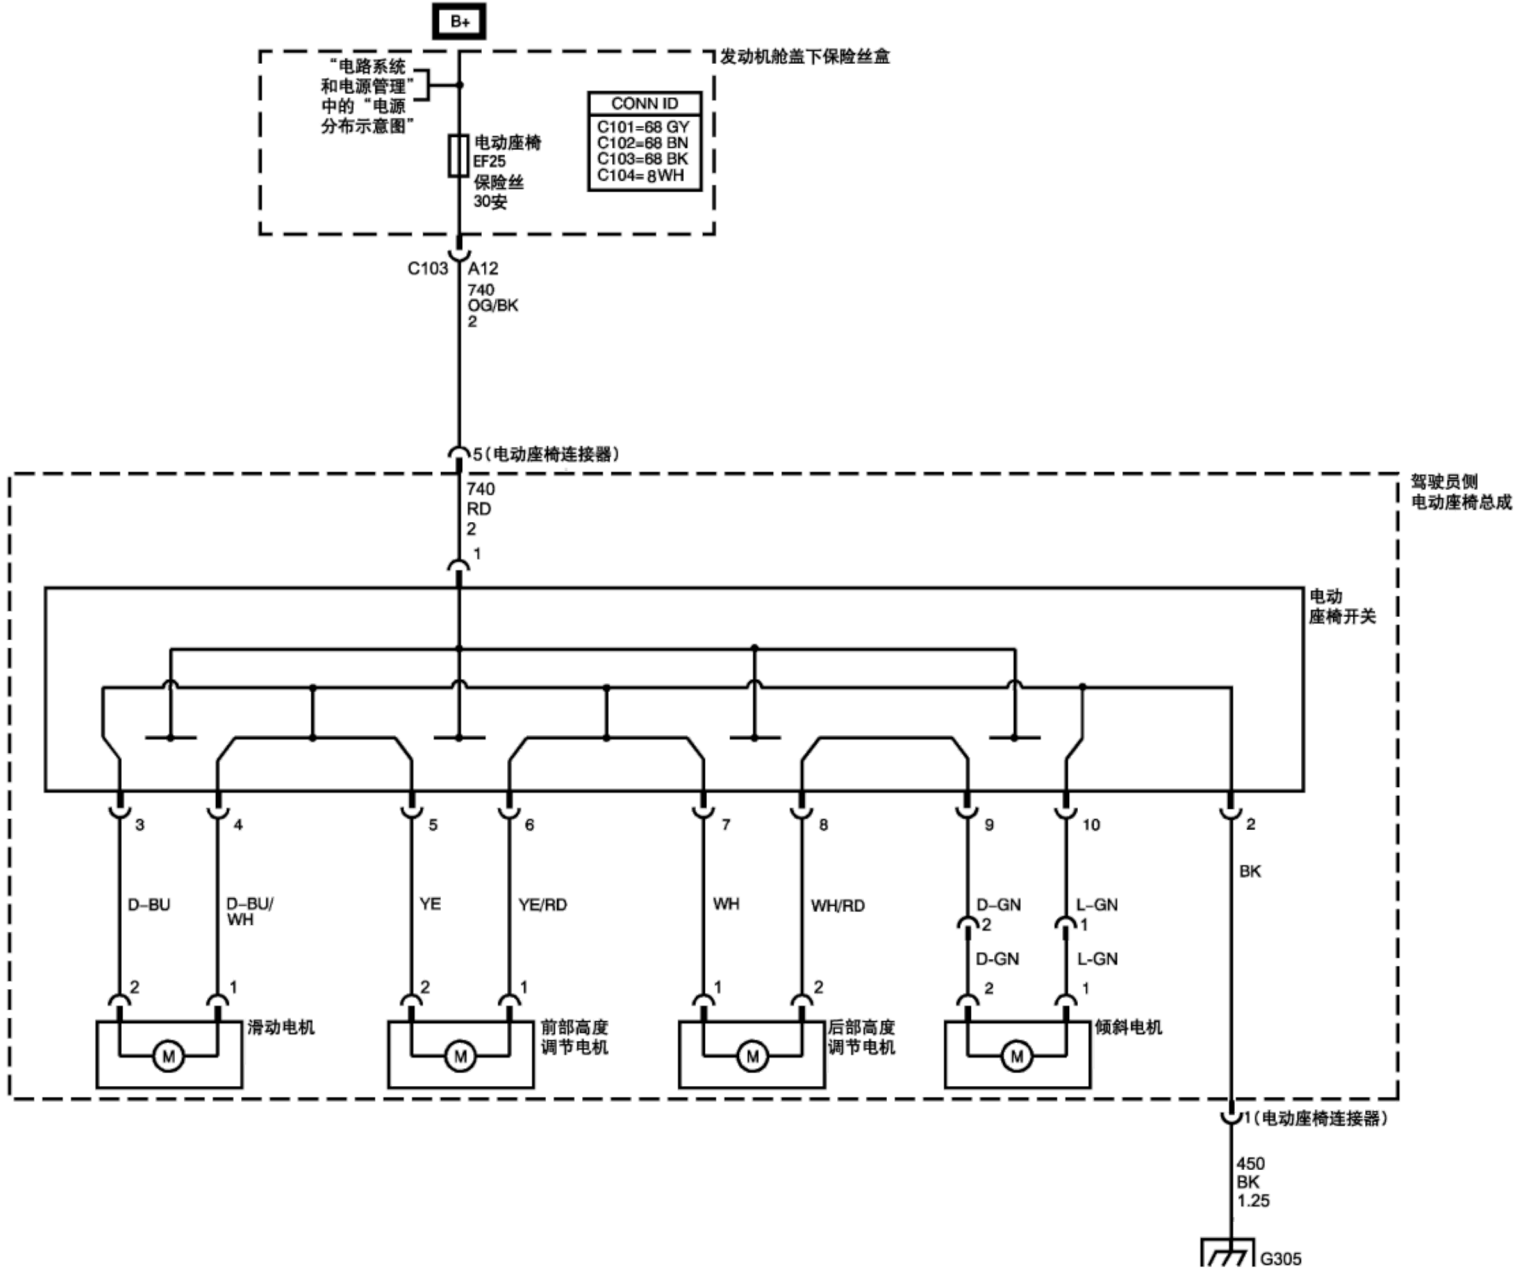 B+
发动机舱盖下保险丝盒
“电路系统
和电源管理”
中的“电源
分布示意图”
电动座椅
EF25
保险丝
30安
CONN ID
C101=68 GY
C102=68 BN
C103=68 BK
C104=8WH
C103 A12
740
OG/BK
2
5(电动座椅连接器)
驾驶员侧
电动座椅总成
740
RD
2
1
电动
座椅开关
3 4 5 6 7 8 9 10 2
BK
D-BU D-BU/ YE YE/RD WH WH/RD D-GN L-GN
WH
2 1
D-GN L-GN
2 1 2 1 1 2 2 1
滑动电机 前部高度 后部高度 倾斜电机
调节电机 调节电机
M M M M
1(电动座椅连接器)
450
BK
1.25
G305